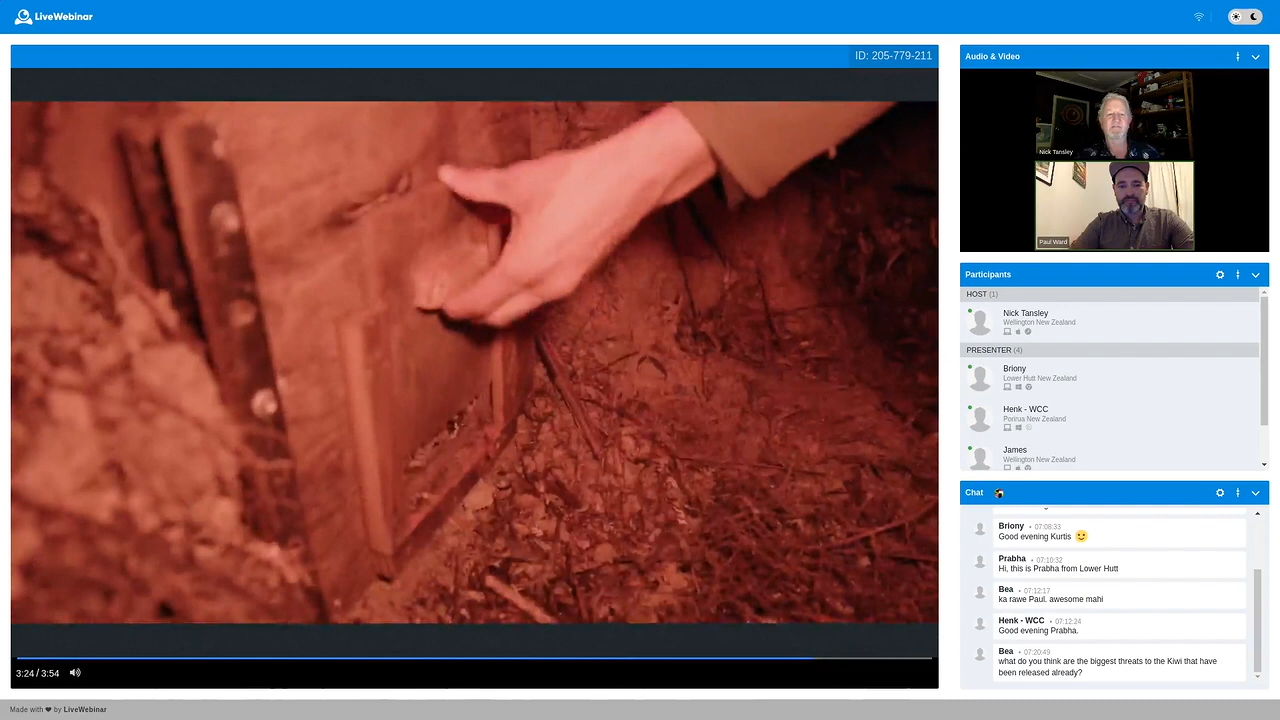 LiveWebinar
ID: 205-779-211
3:24 / 3:54
Audio & Video
Nick Tansley
Paul Ward
Participants
HOST (1)
Nick Tansley
Wellington New Zealand
PRESENTER (4)
Briony
Lower Hutt New Zealand
Henk - WCC
Porirua New Zealand
James
Wellington New Zealand
Chat
Briony • 07:08:33
Good evening Kurtis
Prabha • 07:10:32
Hi, this is Prabha from Lower Hutt
Bea • 07:12:17
ka rawe Paul. awesome mahi
Henk - WCC • 07:12:24
Good evening Prabha.
Bea • 07:20:49
what do you think are the biggest threats to the Kiwi that have
been released already?
Made with ❤ by LiveWebinar